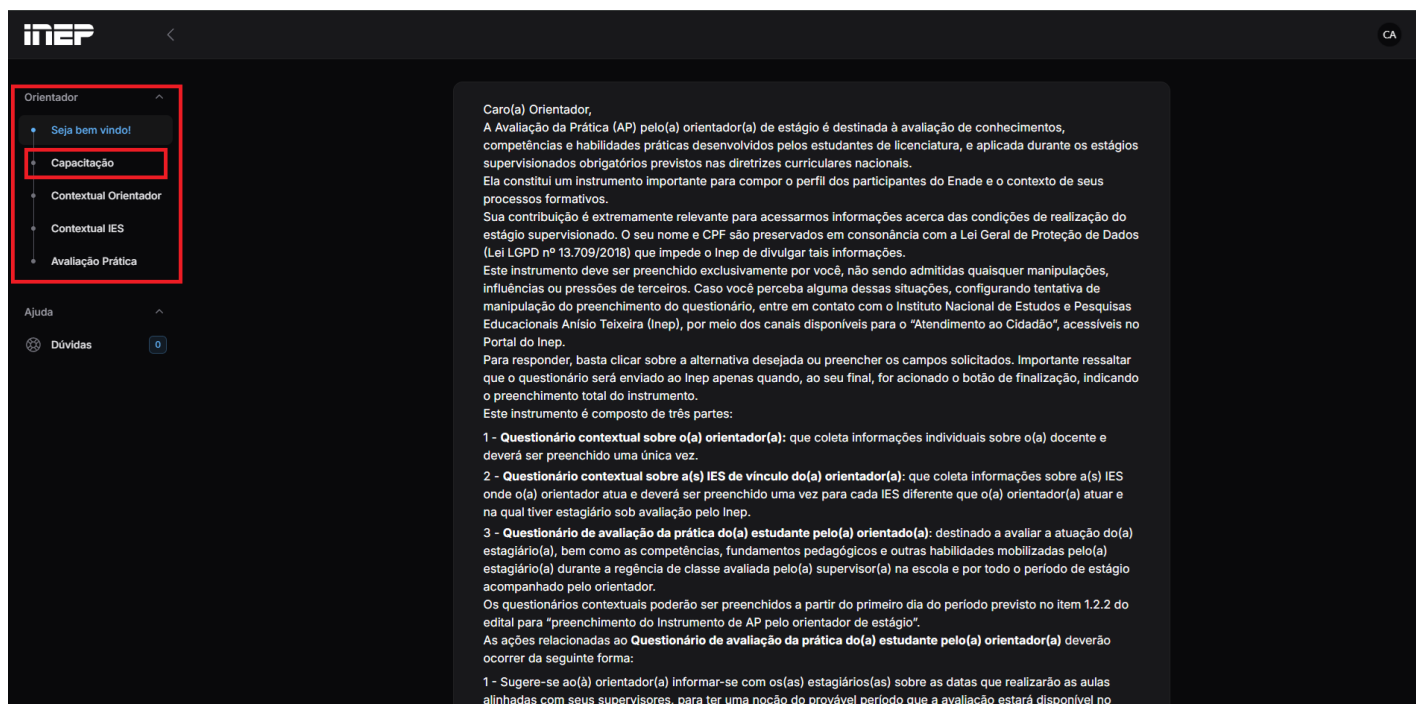 inep
CA
Orientador
Seja bem vindo!
Capacitação
Contextual Orientador
Contextual IES
Avaliação Prática
Ajuda
Dúvidas
0
Caro(a) Orientador,
A Avaliação da Prática (AP) pelo(a) orientador(a) de estágio é destinada à avaliação de conhecimentos,
competências e habilidades práticas desenvolvidos pelos estudantes de licenciatura, e aplicada durante os estágios
supervisionados obrigatórios previstos nas diretrizes curriculares nacionais.
Ela constitui um instrumento importante para compor o perfil dos participantes do Enade e o contexto de seus
processos formativos.
Sua contribuição é extremamente relevante para acessarmos informações acerca das condições de realização do
estágio supervisionado. O seu nome e CPF são preservados em consonância com a Lei Geral de Proteção de Dados
(Lei LGPD nº 13.709/2018) que impede o Inep de divulgar tais informações.
Este instrumento deve ser preenchido exclusivamente por você, não sendo admitidas quaisquer manipulações,
influências ou pressões de terceiros. Caso você perceba alguma dessas situações, configurando tentativa de
manipulação do preenchimento do questionário, entre em contato com o Instituto Nacional de Estudos e Pesquisas
Educacionais Anísio Teixeira (Inep), por meio dos canais disponíveis para o “Atendimento ao Cidadão”, acessíveis no
Portal do Inep.
Para responder, basta clicar sobre a alternativa desejada ou preencher os campos solicitados. Importante ressaltar
que o questionário será enviado ao Inep apenas quando, ao seu final, for acionado o botão de finalização, indicando
o preenchimento total do instrumento.
Este instrumento é composto de três partes:
1 - Questionário contextual sobre o(a) orientador(a): que coleta informações individuais sobre o(a) docente e
deverá ser preenchido uma única vez.
2 - Questionário contextual sobre a(s) IES de vínculo do(a) orientador(a): que coleta informações sobre a(s) IES
onde o(a) orientador atua e deverá ser preenchido uma vez para cada IES diferente que o(a) orientador(a) atuar e
na qual tiver estagiário sob avaliação pelo Inep.
3 - Questionário de avaliação da prática do(a) estudante pelo(a) orientado(a): destinado a avaliar a atuação do(a)
estagiário(a), bem como as competências, fundamentos pedagógicos e outras habilidades mobilizadas pelo(a)
estagiário(a) durante a regência de classe avaliada pelo(a) supervisor(a) na escola e por todo o período de estágio
acompanhado pelo orientador.
Os questionários contextuais poderão ser preenchidos a partir do primeiro dia do período previsto no item 1.2.2 do
edital para “preenchimento do Instrumento de AP pelo orientador de estágio”.
As ações relacionadas ao Questionário de avaliação da prática do(a) estudante pelo(a) orientador(a) deverão
ocorrer da seguinte forma:
1 - Sugere-se ao(à) orientador(a) informar-se com os(as) estagiários(as) sobre as datas que realizarão as aulas
alinhadas com seus supervisores, para ter uma noção do provável período que a avaliação estará disponível no